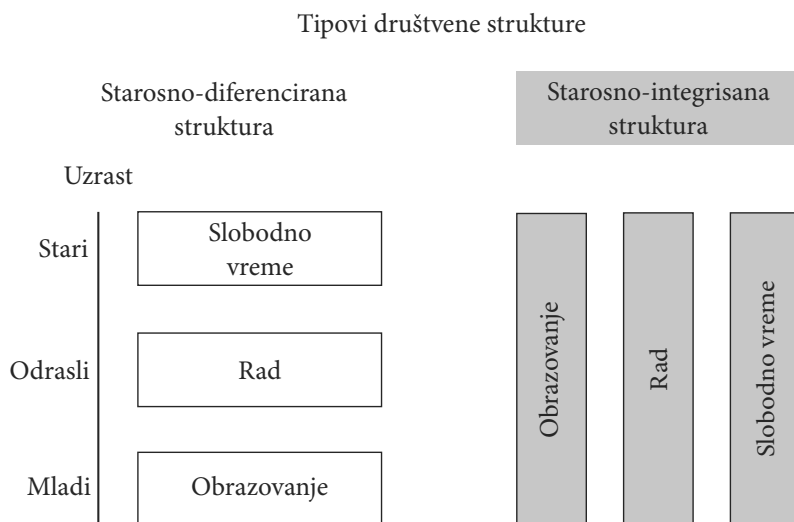 Tipovi društvene strukture
Starosno-diferencirana
struktura
Starosno-integrisana
struktura
Uzrast
Stari
Slobodno
vreme
Odrasli
Rad
Mladi
Obrazovanje
Obrazovanje
Rad
Slobodno vreme